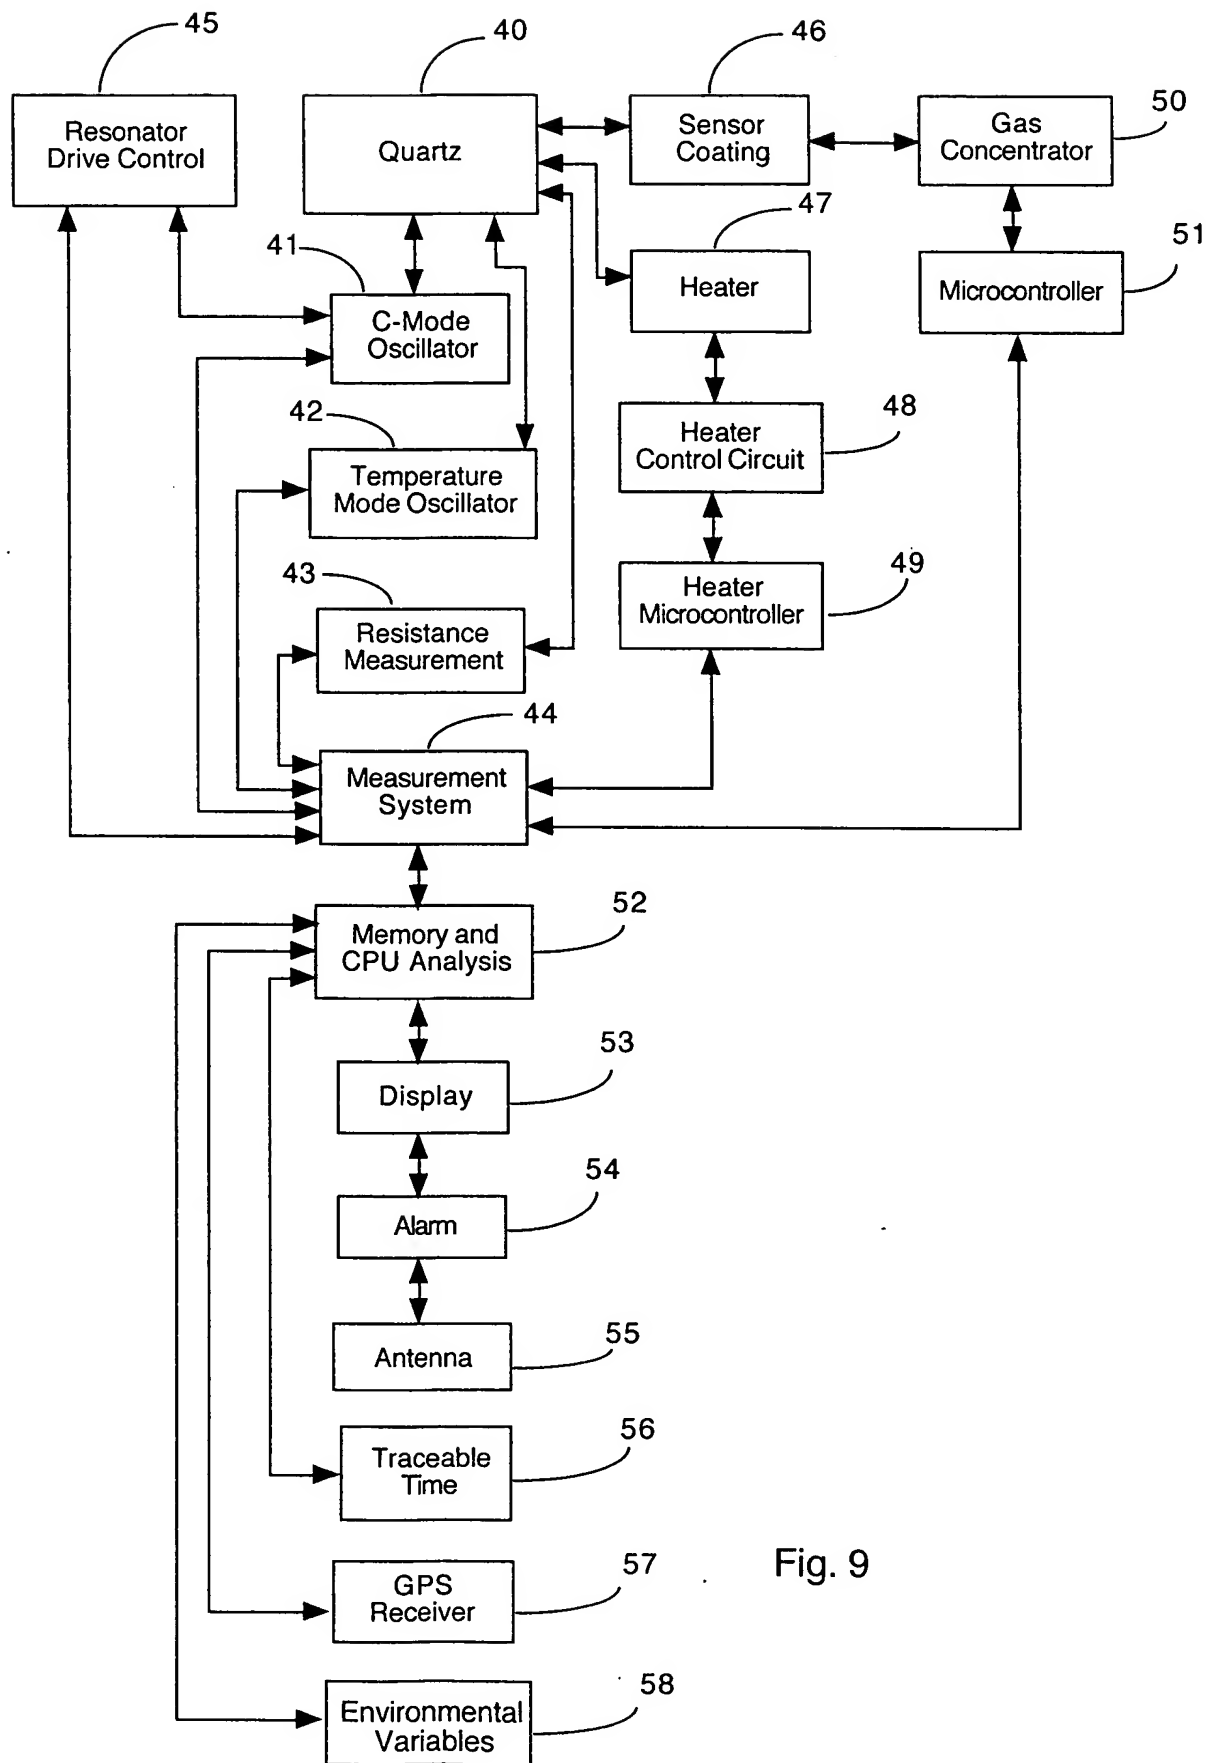 45
40
46
50
Resonator
Drive Control
Quartz
Sensor
Coating
Gas
Concentrator
47
51
41
Heater
Microcontroller
C-Mode
Oscillator
42
48
Heater
Control Circuit
Temperature
Mode Oscillator
43
49
Heater
Microcontroller
Resistance
Measurement
44
Measurement
System
52
Memory and
CPU Analysis
53
Display
54
Alarm
55
Antenna
56
Traceable
Time
Fig. 9
57
GPS
Receiver
58
Environmental
Variables